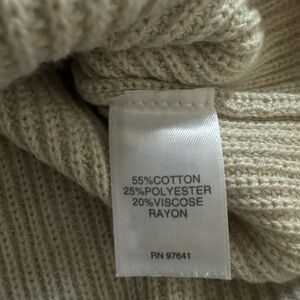 55%COTTON
25%POLYESTER
20%VISCOSE
RAYON
RN 97641